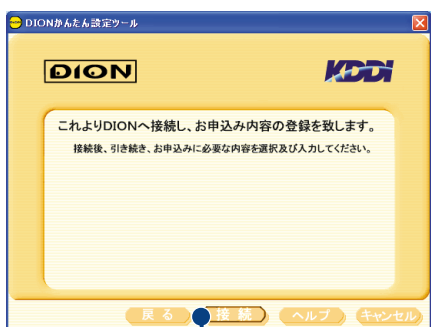 DIONかんたん設定ツール
DION KDDI
これよりDIONへ接続し、お申込み内容の登録を致します。
接続後、引き続き、お申込みに必要な内容を選択及び入力してください。
戻る 接続 ヘルプ キャンセル